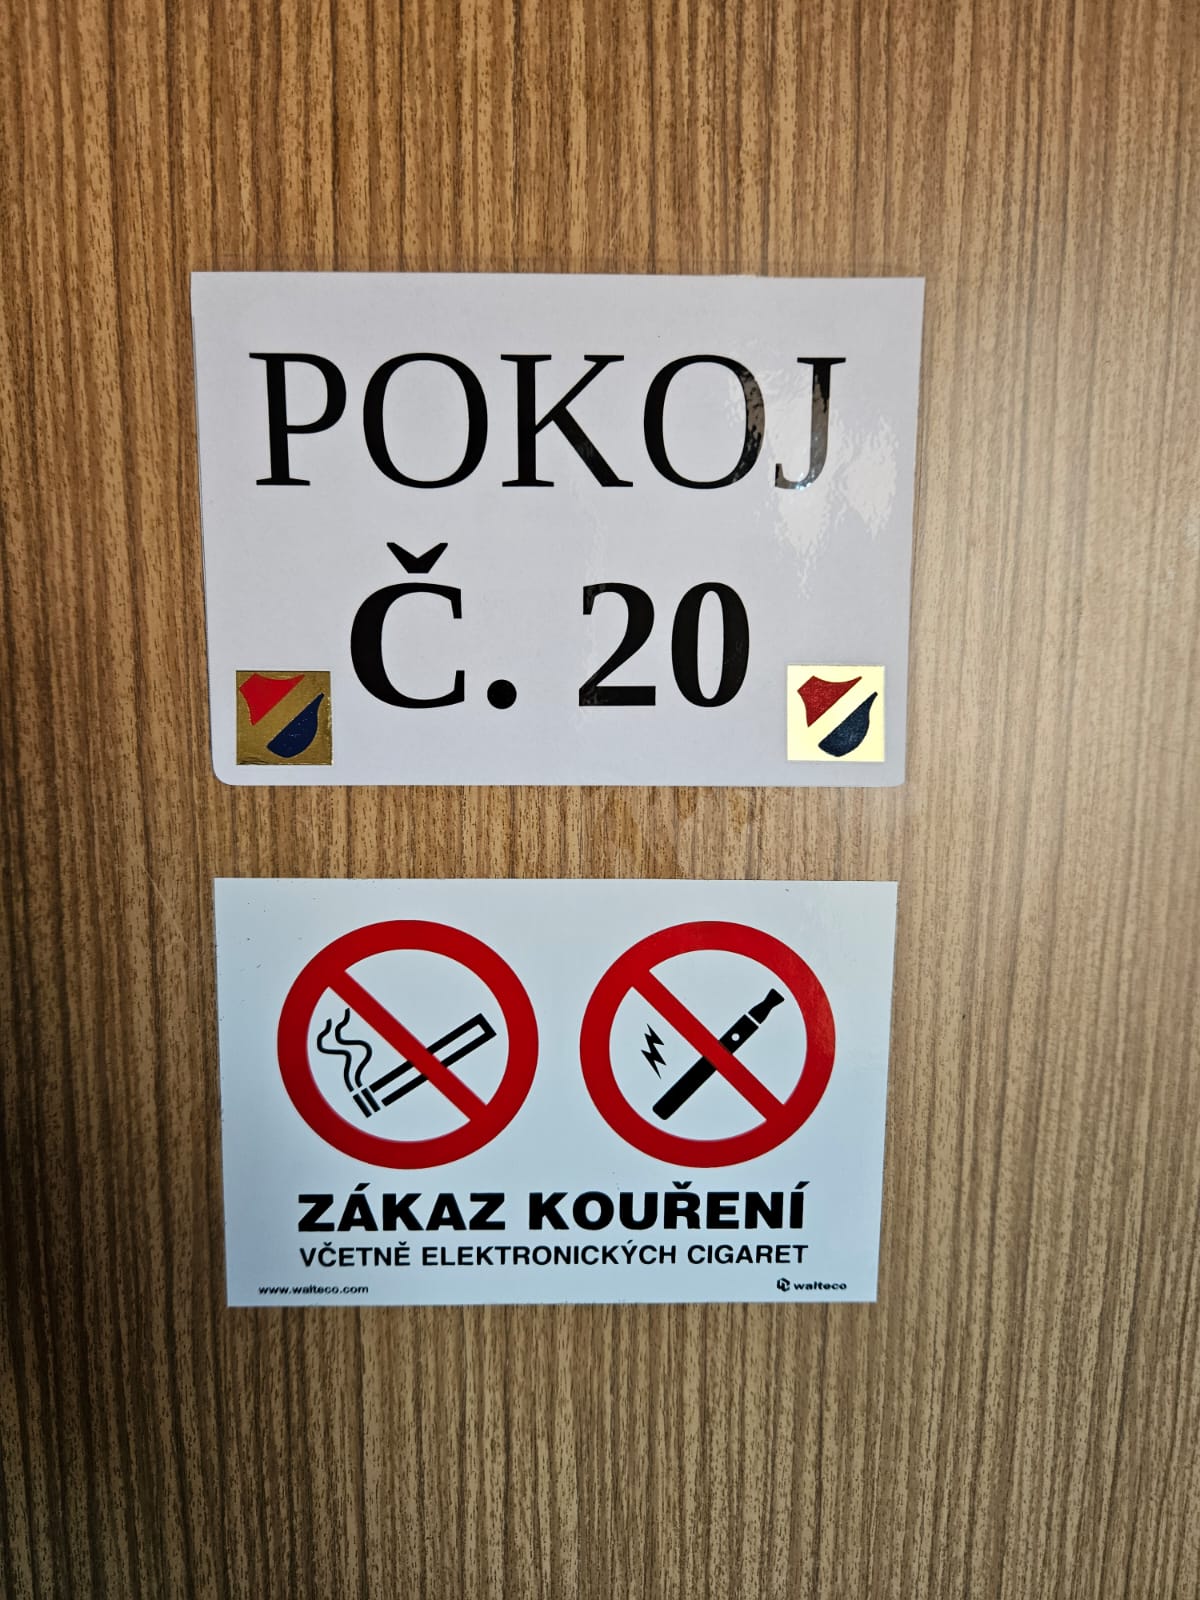 POKOJ
Č. 20
ZÁKAZ KOUŘENÍ
VČETNĚ ELEKTRONICKÝCH CIGARET
www.walteco.com
walteco